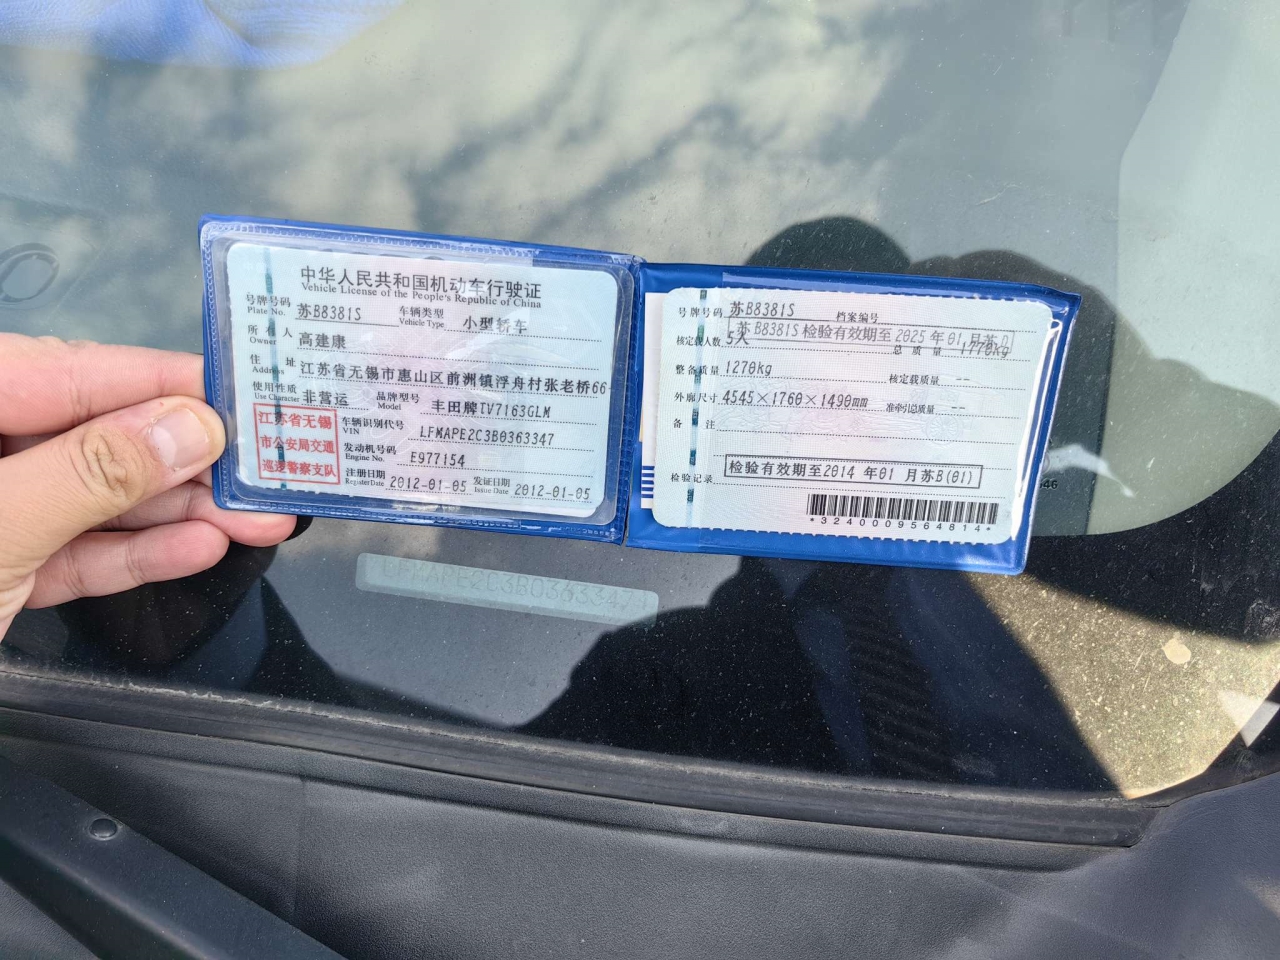 中华人民共和国机动车行驶证
Vehicle License of the People's Republic of China
号牌号码 苏B8381S 车辆类型 小型轿车
Plate No. Vehicle Type
所有人 高建康
Owner
住址 江苏省无锡市惠山区前洲镇浮舟村张老桥66
Address
使用性质 非营运 品牌型号 丰田牌TV7163GLM
Use Character Model
江苏省无锡
市公安局交通
巡逻警察支队
车辆识别代号 LFMAPE2C3B0363347
VIN
发动机号码 E977154
Engine No.
注册日期 2012-01-05 发证日期 2012-01-05
Register Date Issue Date
号牌号码 苏B8381S 档案编号
苏B8381S 检验有效期至2025年01月苏
核定载人数 5人 总质量 1770kg
整备质量 1270kg 核定载质量 --
外廓尺寸 4545×1760×1490mm 准牵引总质量 --
备注
检验记录 检验有效期至2014年01月苏B(01)
*3240009564814*
LFMAPE2C3B0363347